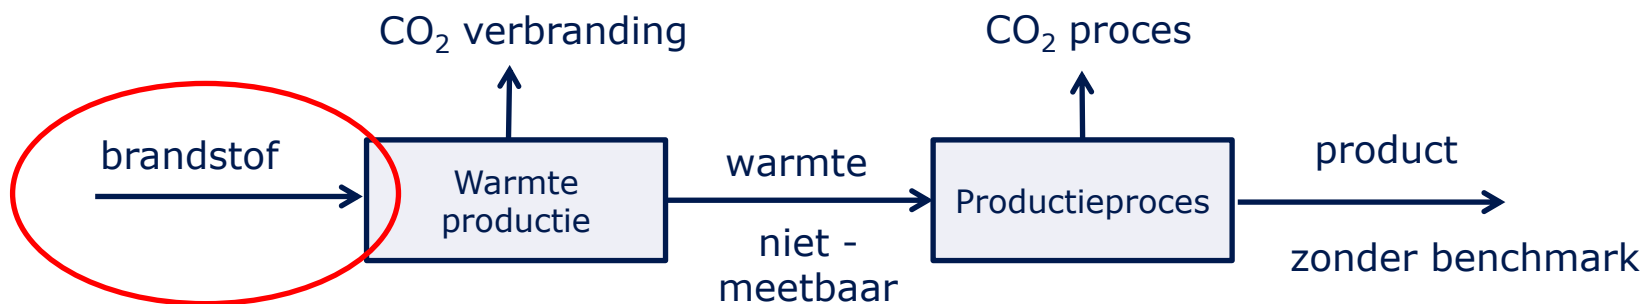 CO₂ verbranding
CO₂ proces
brandstof
Warmte
productie
warmte
niet -
meetbaar
Productieproces
product
zonder benchmark